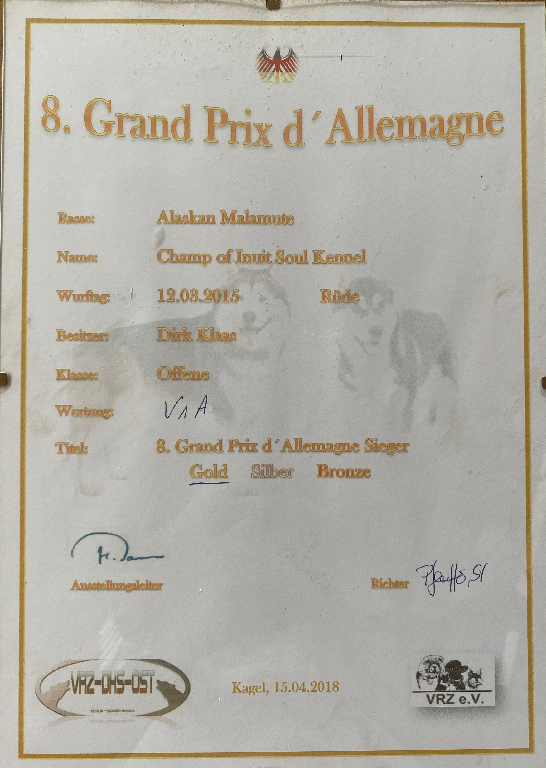 8. Grand Prix d´Allemagne
Rasse: Alaskan Malamute
Name: Champ of Inuit Soul Kennel
Wurftag: 12.03.2015 Rüde
Besitzer: Dirk Klaas
Klasse: Offene
Wertung: V1 A
Titel: 8. Grand Prix d´Allemagne Sieger
Gold Silber Bronze
Ausstellungsleiter
Richter
VRZ-DHS-OST
Kagel, 15.04.2018
VRZ e.V.